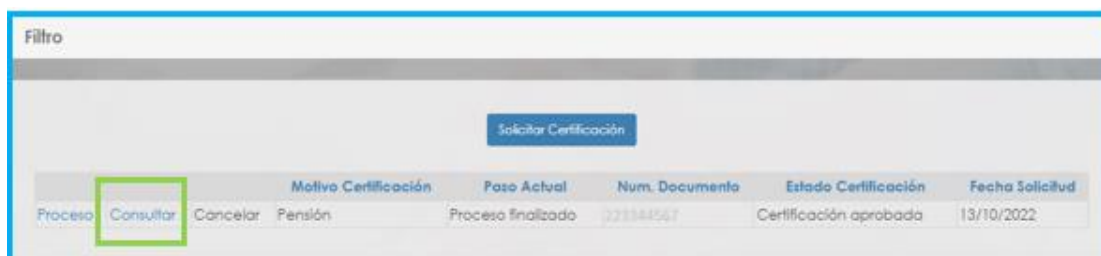 Filtro
Solicitar Certificación
Motivo Certificación Paso Actual Num. Documento Estado Certificación Fecha Solicitud
Proceso Consultar Cancelar Pensión Proceso finalizado 223344567 Certificación aprobada 13/10/2022